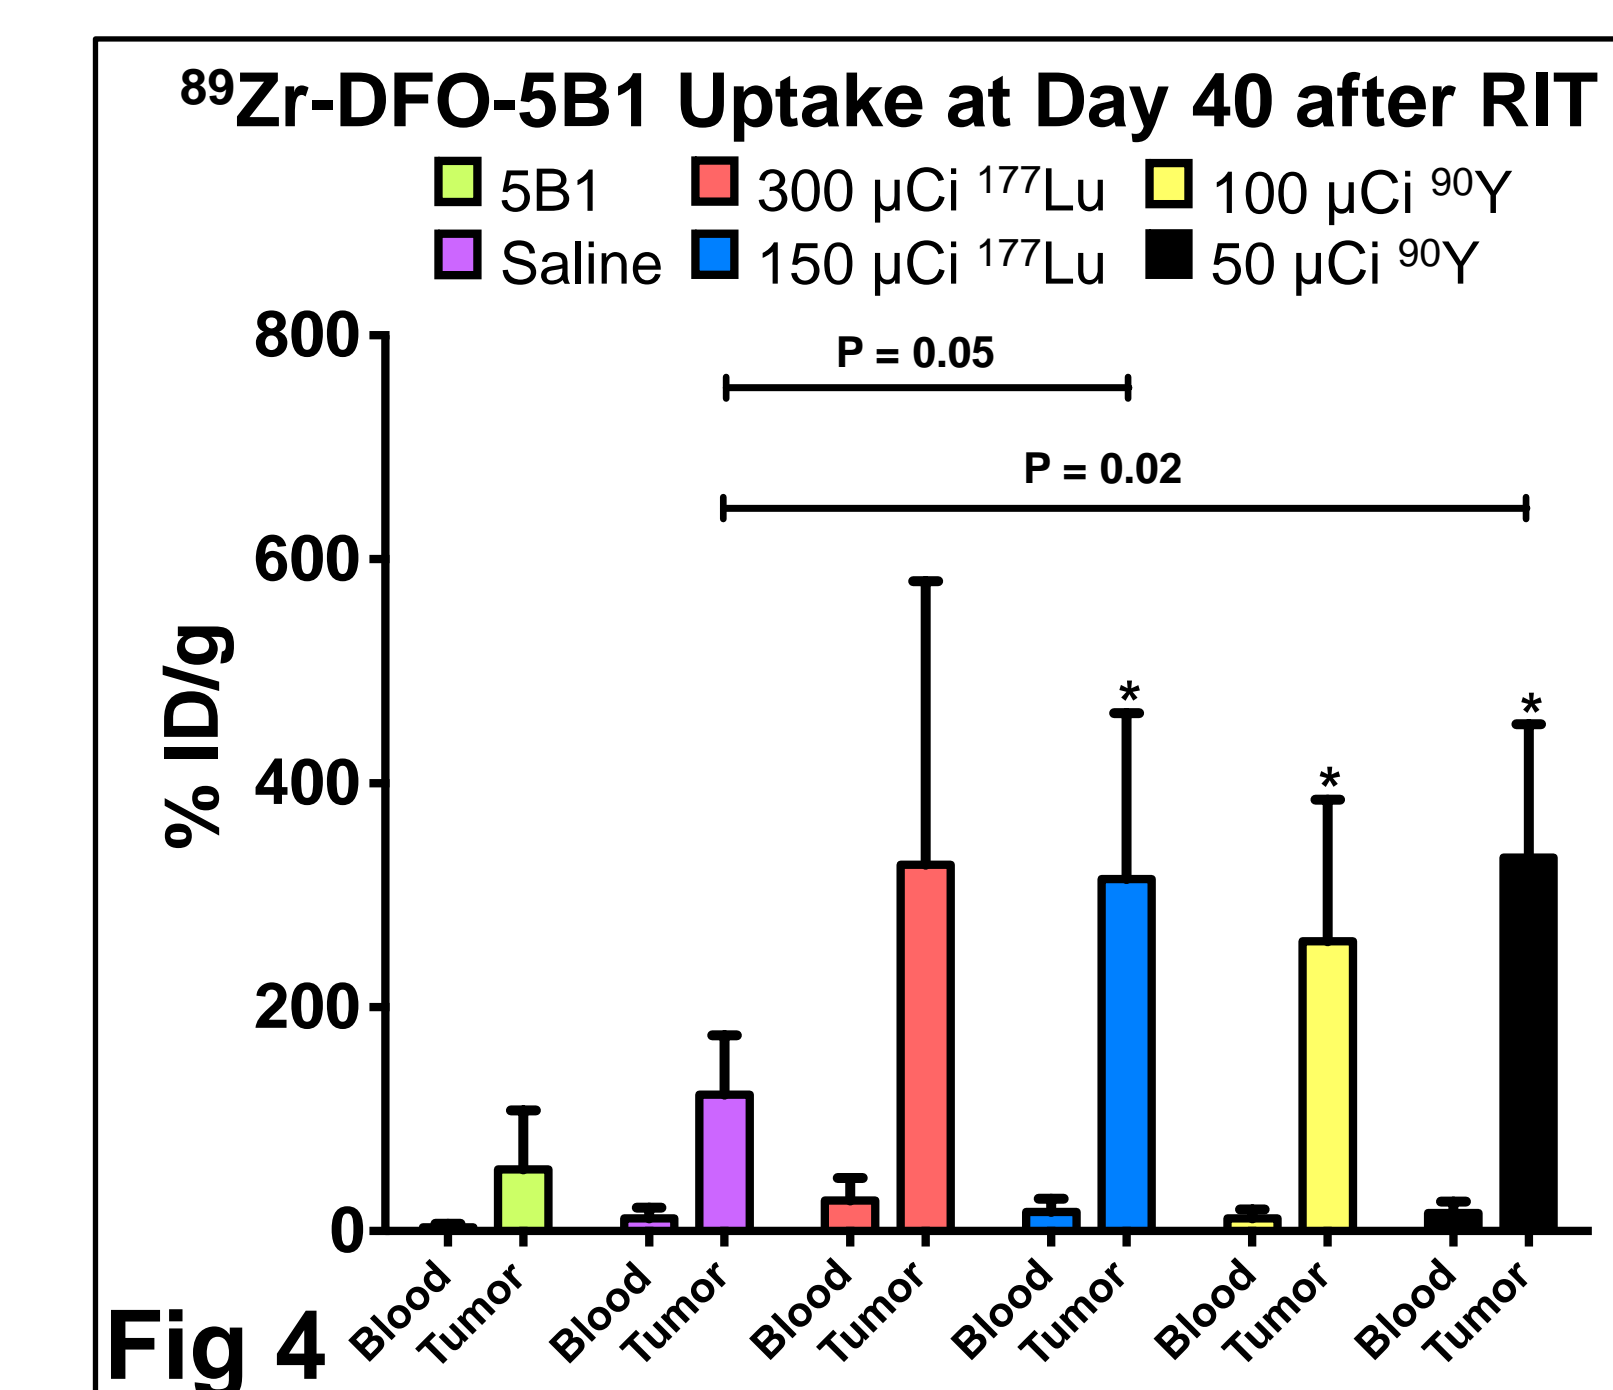 ⁸⁹Zr-DFO-5B1 Uptake at Day 40 after RIT
5B1 300 µCi ¹⁷⁷Lu 100 µCi ⁹⁰Y
Saline 150 µCi ¹⁷⁷Lu 50 µCi ⁹⁰Y
800
P = 0.05
P = 0.02
600
*
*
*
% ID/g
400
200
0
Blood Tumor Blood Tumor Blood Tumor Blood Tumor Blood Tumor Blood Tumor
Fig 4